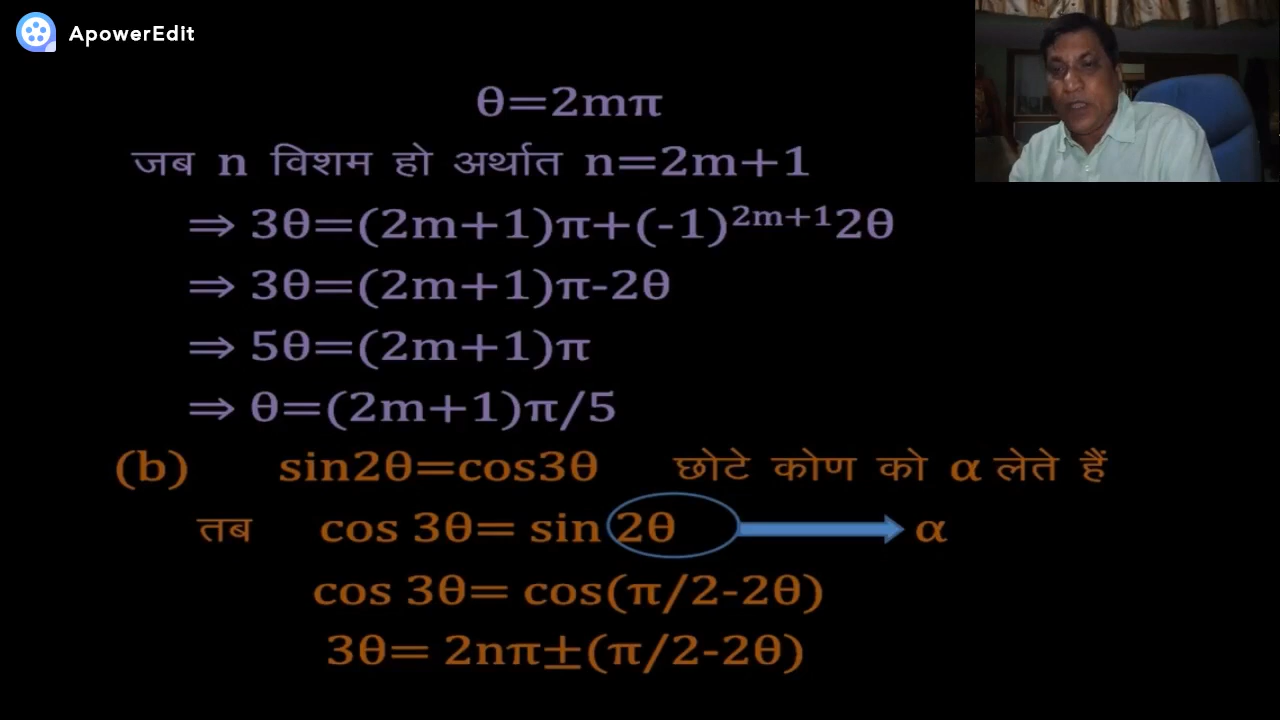 ApowerEdit
θ=2mπ
जब n विशम हो अर्थात n=2m+1
⇒ 3θ=(2m+1)π+(-1)²ᵐ⁺¹2θ
⇒ 3θ=(2m+1)π-2θ
⇒ 5θ=(2m+1)π
⇒ θ=(2m+1)π/5
(b) sin2θ=cos3θ छोटे कोण को α लेते हैं
तब cos 3θ= sin 2θ α
cos 3θ= cos(π/2-2θ)
3θ= 2nπ±(π/2-2θ)